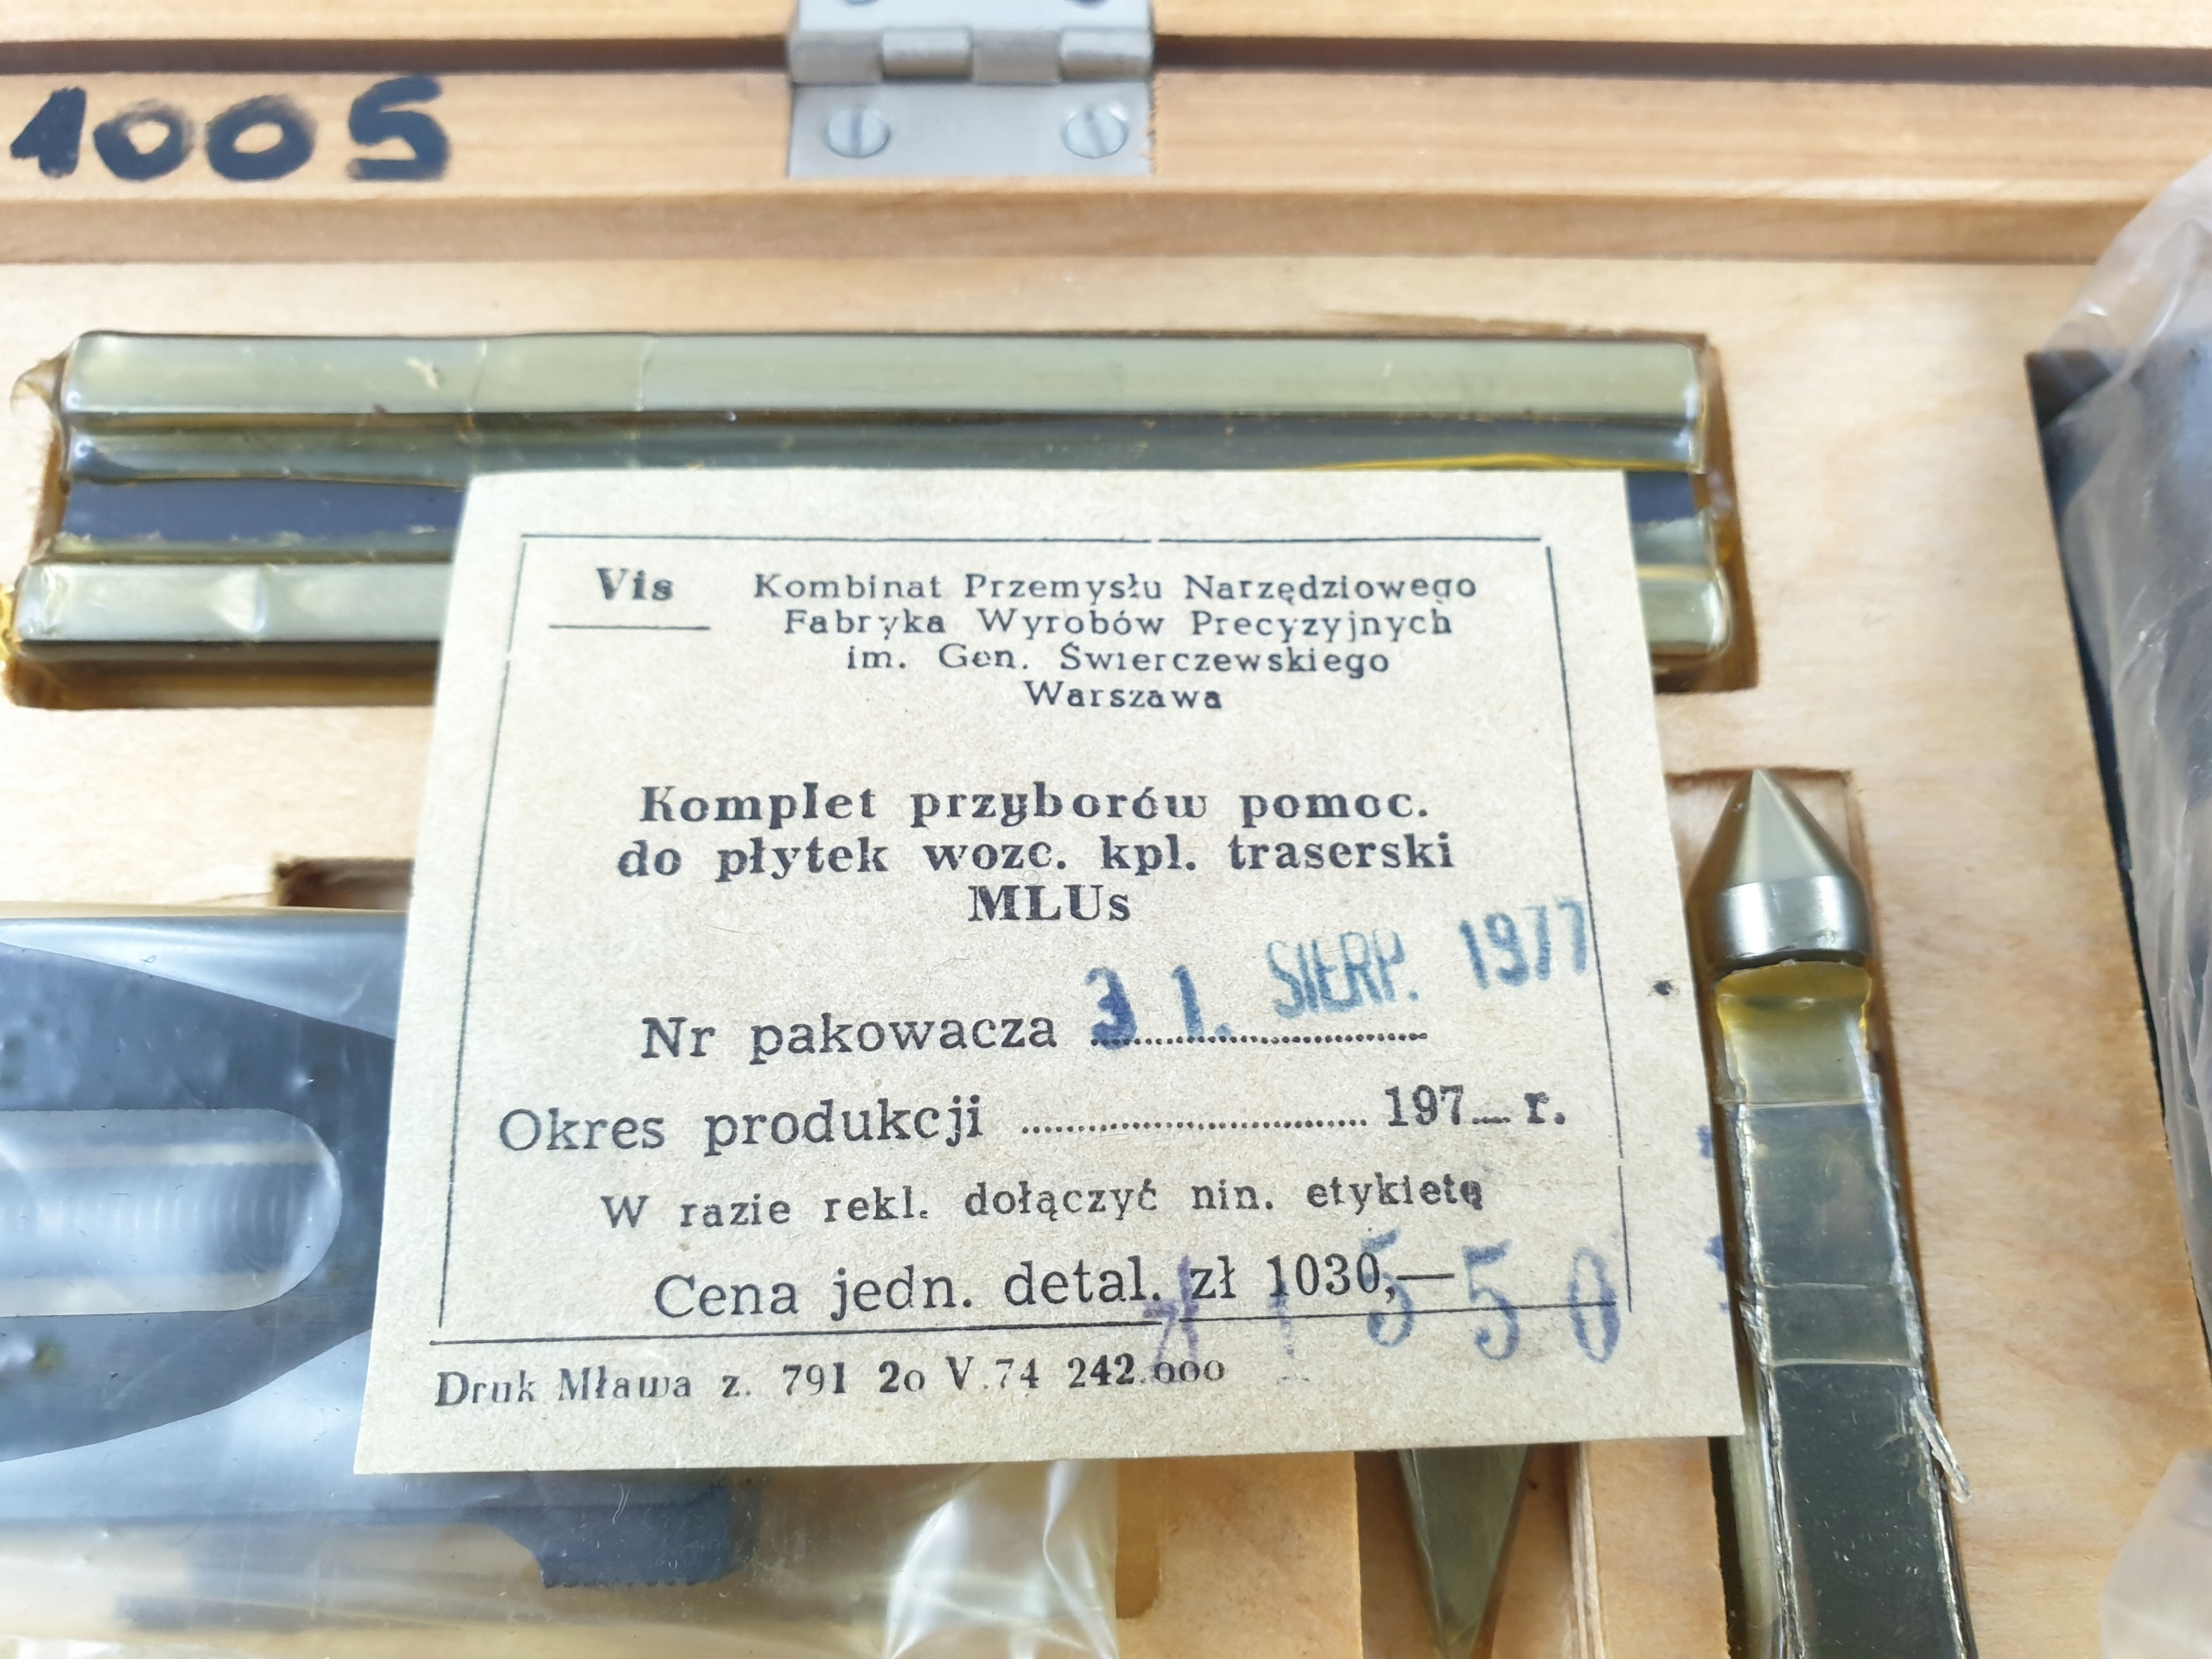 1005
Vis Kombinat Przemysłu Narzędziowego
Fabryka Wyrobów Precyzyjnych
im. Gen. Świerczewskiego
Warszawa
Komplet przyborów pomoc.
do płytek wozc. kpl. traserski
MLUs
31. SIERP. 1977
Nr pakowacza ....................
Okres produkcji .................... 197__ r.
W razie rekl. dołączyć nin. etykietę
Cena jedn. detal. zł 1030,—
1550
Druk Mława z. 791 2o V.74 242.000